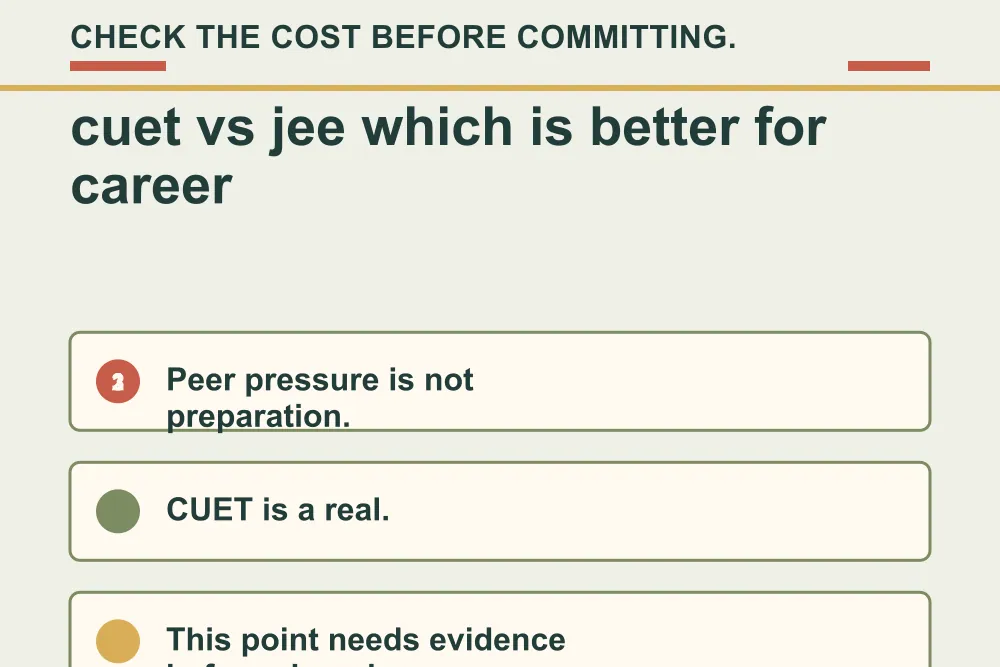 CHECK THE COST BEFORE COMMITTING.
cuet vs jee which is better for
career
Peer pressure is not
preparation.
CUET is a real.
This point needs evidence